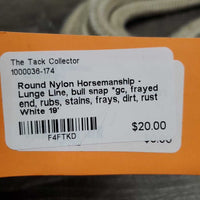 The Tack Collector
1000036-174
Round Nylon Horsemanship -
Lunge Line, bull snap *gc, frayed
end, rubs, stains, frays, dirt, rust
White 19'
$20.00
F4FTKD